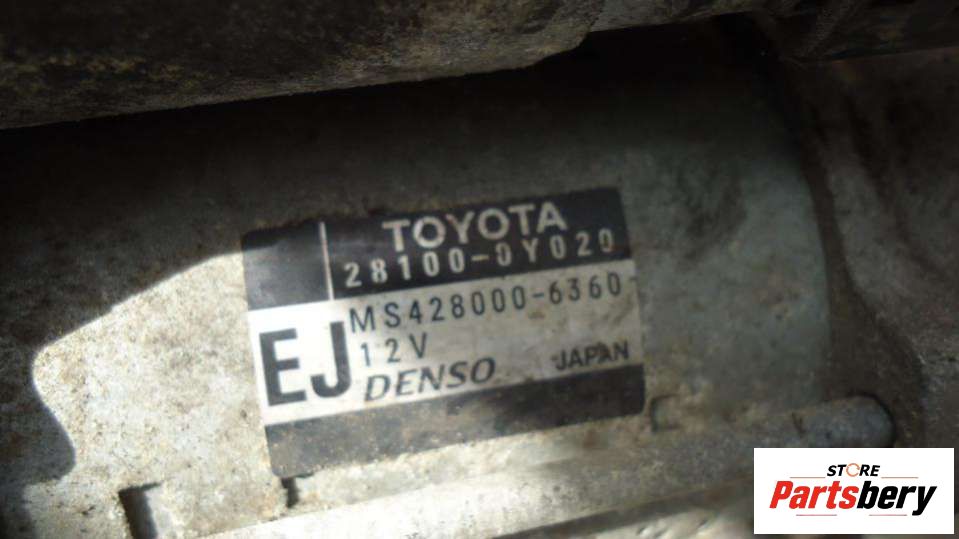 TOYOTA
28100-0Y020
EJ
MS428000-6360
12V
DENSO JAPAN
STORE
Partsbery